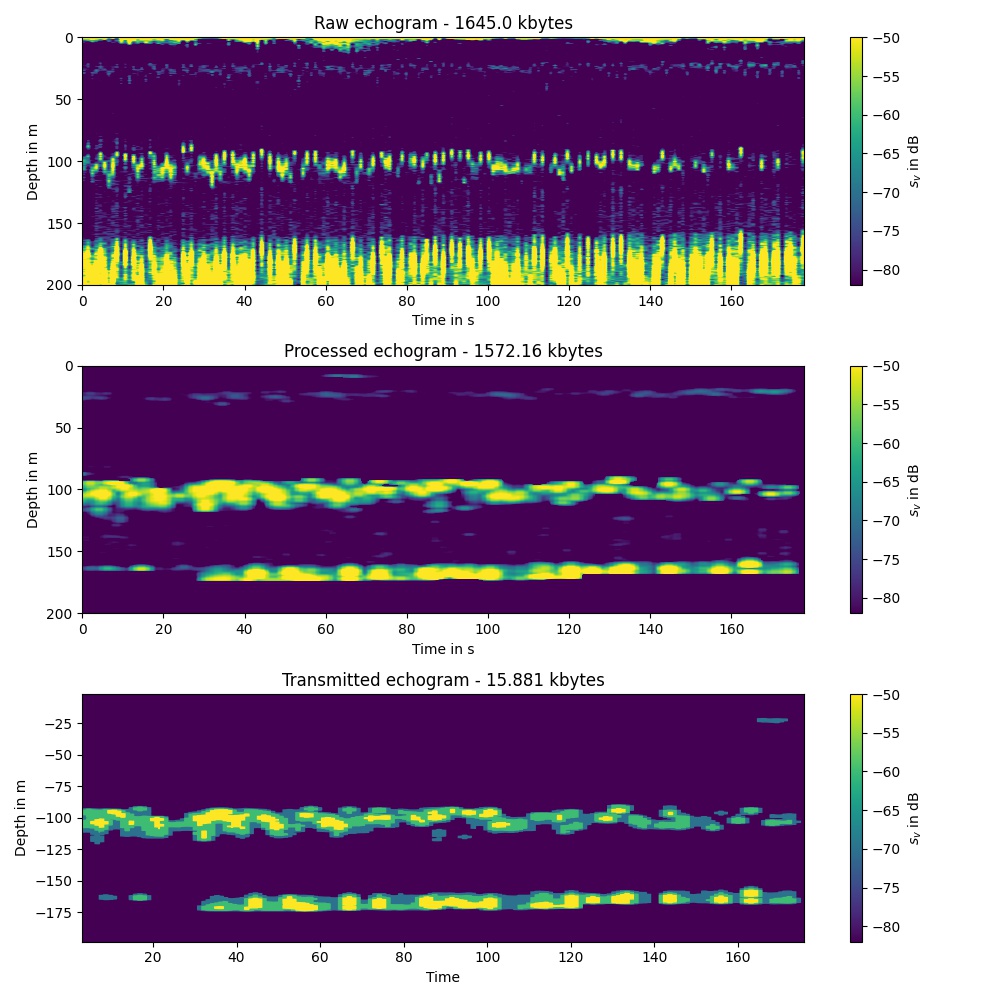 Raw echogram - 1645.0 kbytes
0
50
100
150
200
Depth in m
0 20 40 60 80 100 120 140 160
Time in s
−50
−55
−60
−65
−70
−75
−80
sv in dB
Processed echogram - 1572.16 kbytes
0
50
100
150
200
Depth in m
0 20 40 60 80 100 120 140 160
Time in s
−50
−55
−60
−65
−70
−75
−80
sv in dB
Transmitted echogram - 15.881 kbytes
−25
−50
−75
−100
−125
−150
−175
Depth in m
20 40 60 80 100 120 140 160
Time
−50
−55
−60
−65
−70
−75
−80
sv in dB